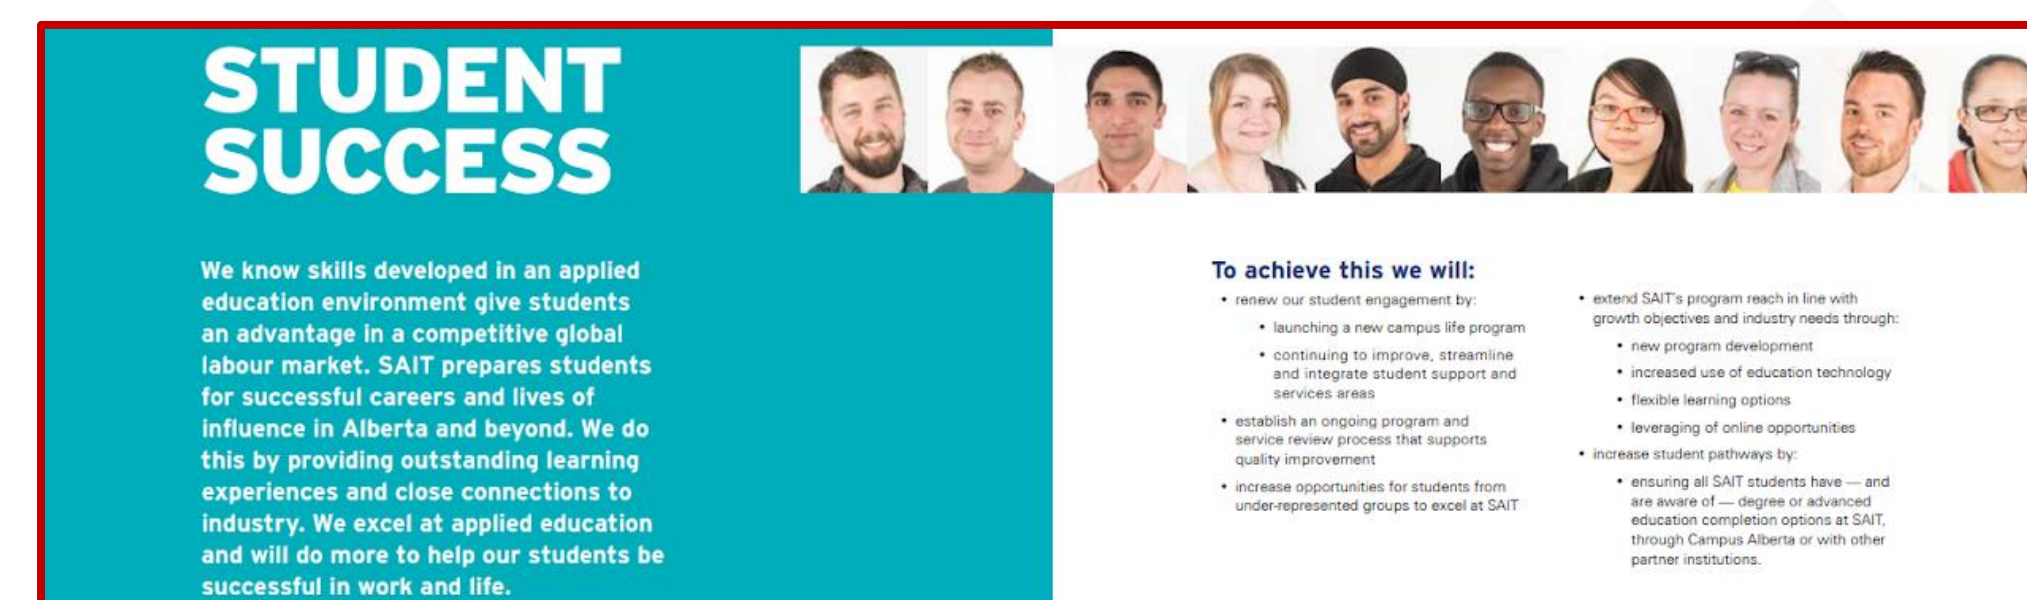 STUDENT
SUCCESS
We know skills developed in an applied
education environment give students
an advantage in a competitive global
labour market. SAIT prepares students
for successful careers and lives of
influence in Alberta and beyond. We do
this by providing outstanding learning
experiences and close connections to
industry. We excel at applied education
and will do more to help our students be
successful in work and life.
To achieve this we will:
• renew our student engagement by:
• launching a new campus life program
• continuing to improve, streamline
and integrate student support and
services areas
• establish an ongoing program and
service review process that supports
quality improvement
• increase opportunities for students from
under-represented groups to excel at SAIT
• extend SAIT's program reach in line with
growth objectives and industry needs through:
• new program development
• increased use of education technology
• flexible learning options
• leveraging of online opportunities
• increase student pathways by:
• ensuring all SAIT students have — and
are aware of — degree or advanced
education completion options at SAIT,
through Campus Alberta or with other
partner institutions.